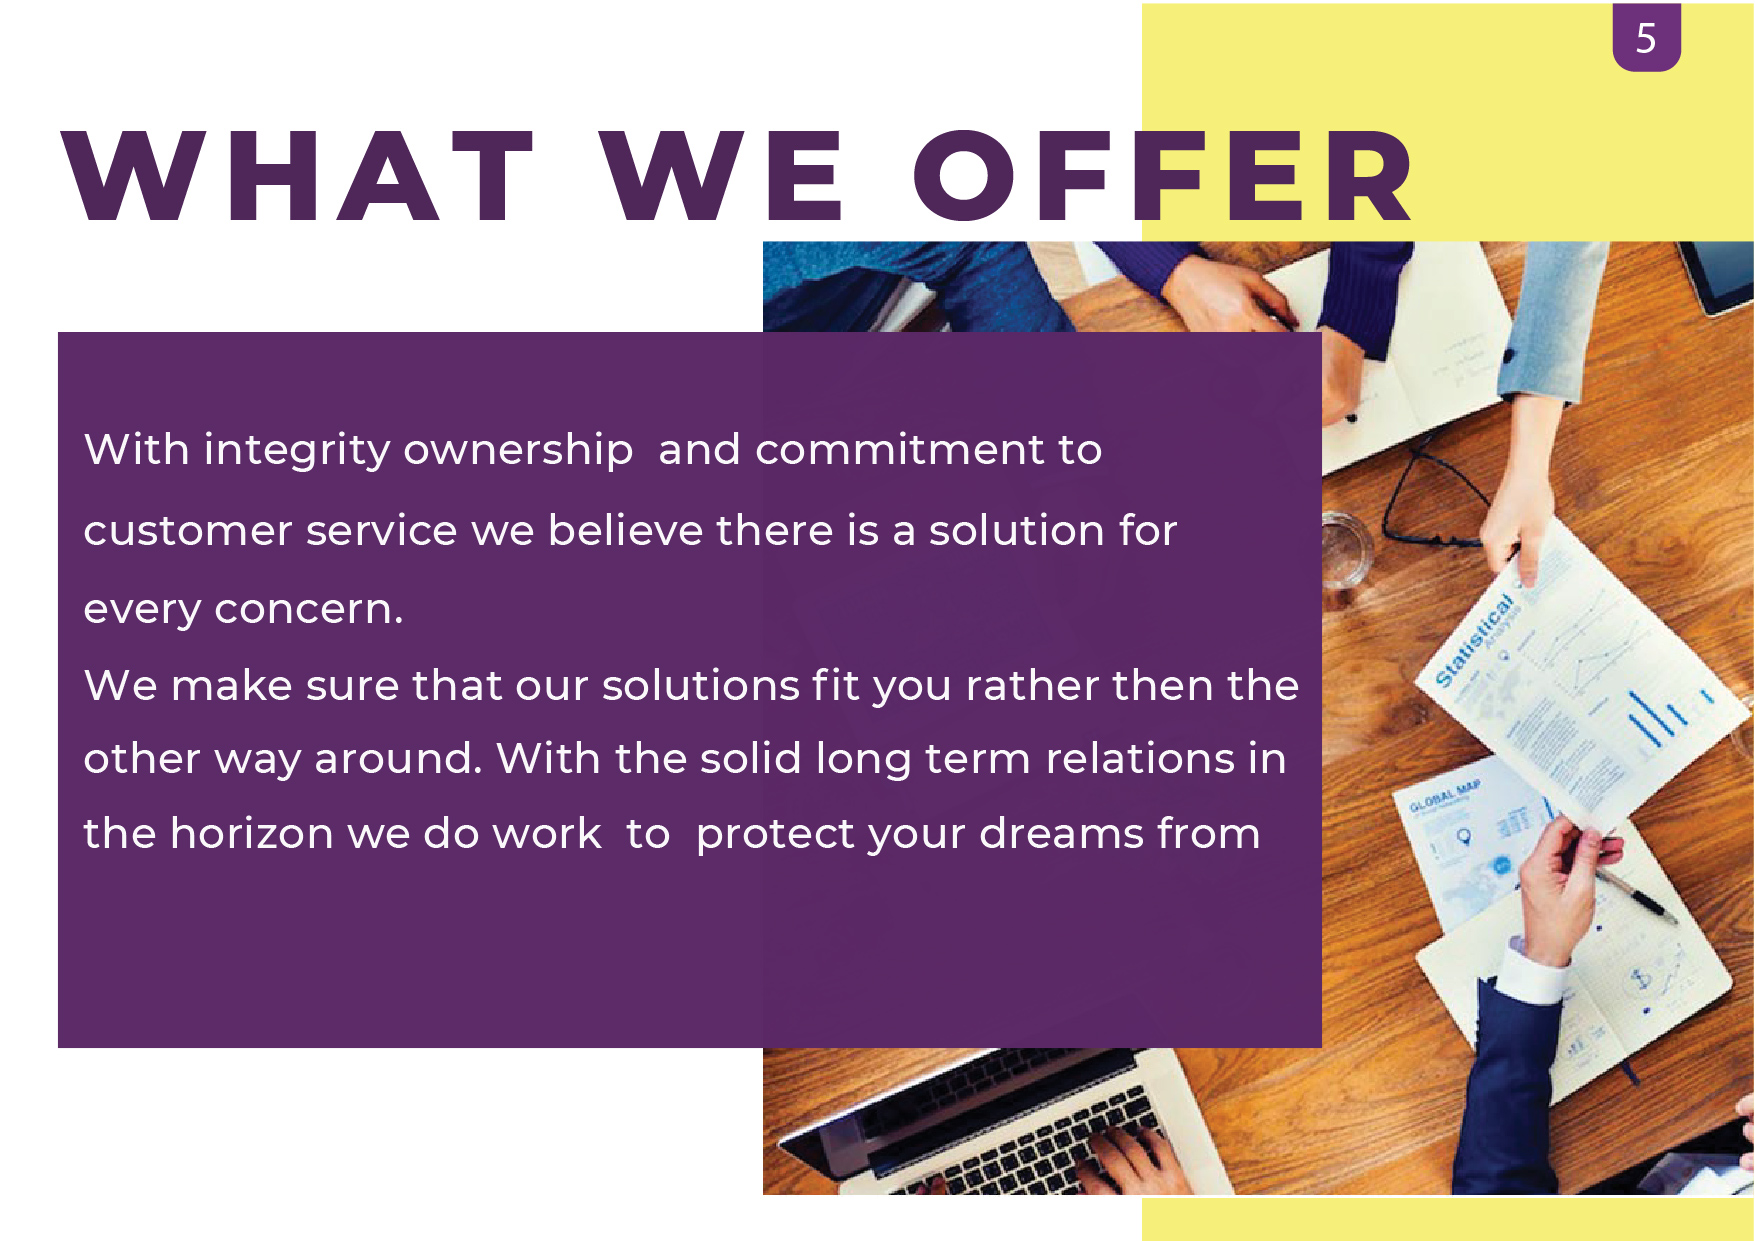 5
WHAT WE OFFER
With integrity ownership  and commitment to
customer service we believe there is a solution for
every concern.
We make sure that our solutions fit you rather then the
other way around. With the solid long term relations in
the horizon we do work  to  protect your dreams from
Statistical
Analysis
GLOBAL MAP
$